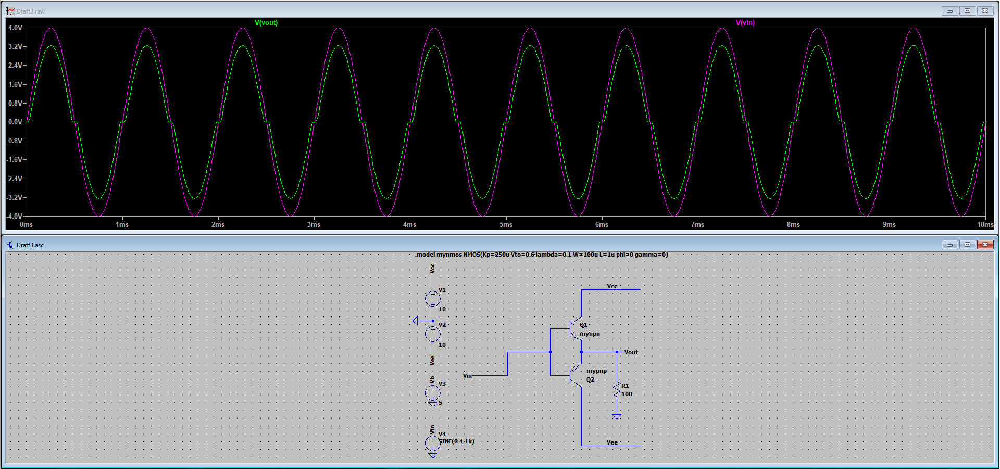 Draft3.raw
V(vout) V(vin)
4.0V
3.2V
2.4V
1.6V
0.8V
0.0V
-0.8V
-1.6V
-2.4V
-3.2V
-4.0V
0ms 1ms 2ms 3ms 4ms 5ms 6ms 7ms 8ms 9ms 10ms
Draft3.asc
.model mynmos NMOS(Kp=250u Vto=0.6 lambda=0.1 W=100u L=1u phi=0 gamma=0)
Vcc
V1
10
V2
10
Vee
Vb
V3
5
Vin
V4
SINE(0 4 1k)
Vcc
Q1
mynpn
Vin
Vout
mypnp
Q2
R1
100
Vee